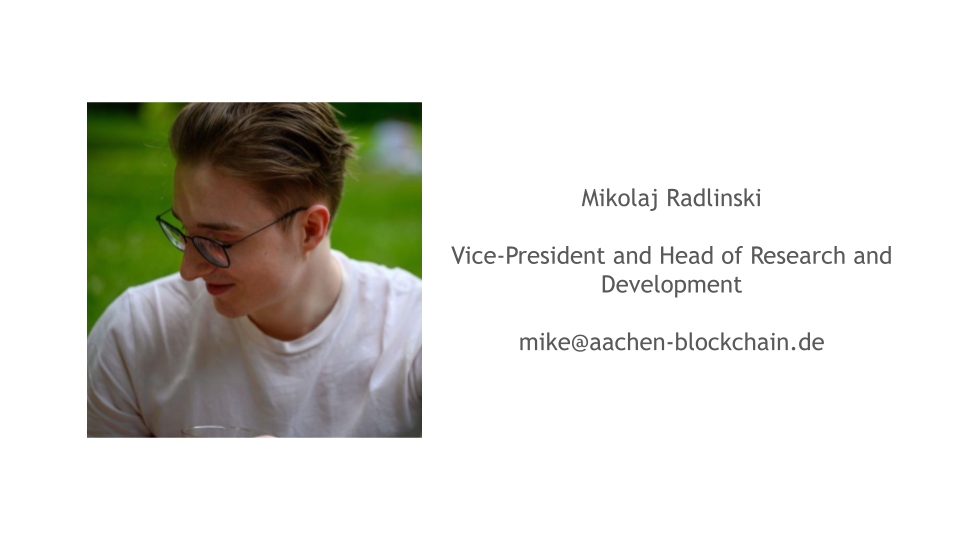 Mikolaj Radlinski
Vice-President and Head of Research and
Development
mike@aachen-blockchain.de